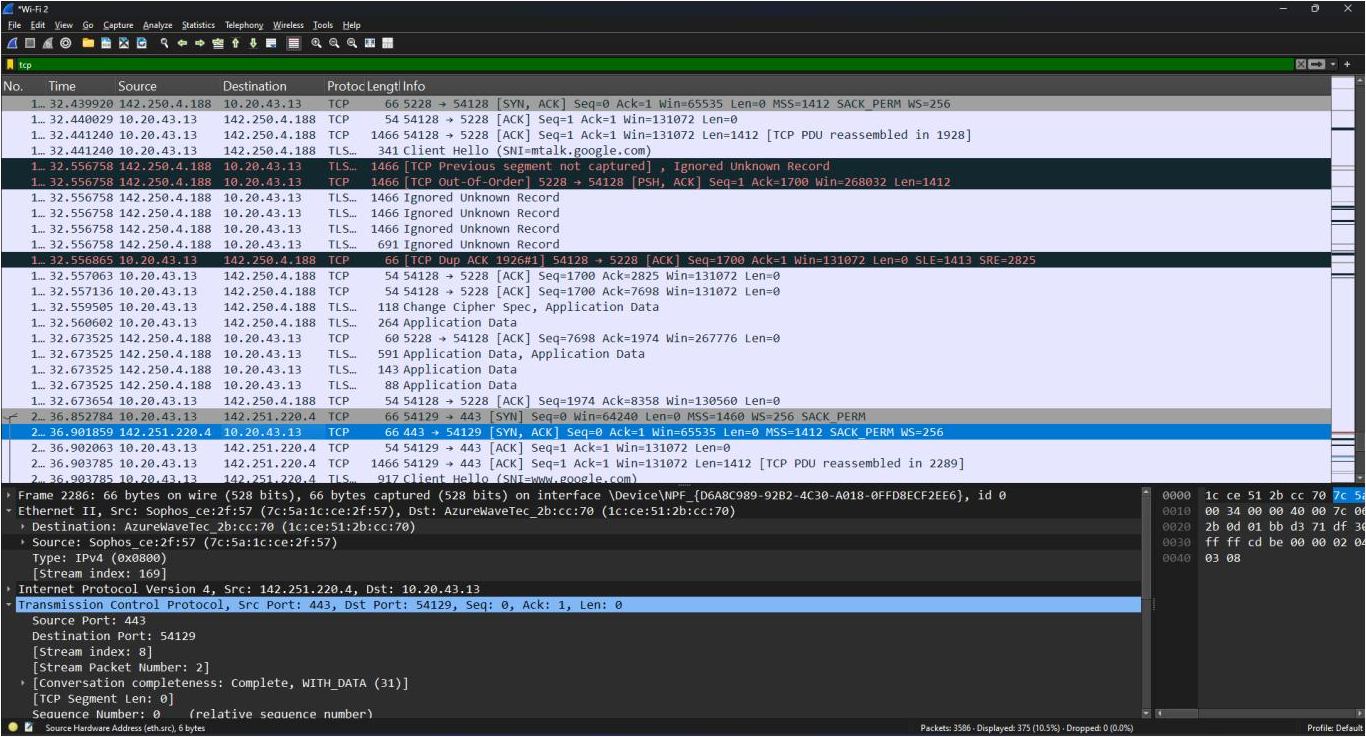 *Wi-Fi 2
File Edit View Go Capture Analyze Statistics Telephony Wireless Tools Help
tcp
No. Time Source Destination Protoc Lengtl Info
1… 32.439920 142.250.4.188 10.20.43.13 TCP 66 5228 → 54128 [SYN, ACK] Seq=0 Ack=1 Win=65535 Len=0 MSS=1412 SACK_PERM WS=256
1… 32.440029 10.20.43.13 142.250.4.188 TCP 54 54128 → 5228 [ACK] Seq=1 Ack=1 Win=131072 Len=0
1… 32.441240 10.20.43.13 142.250.4.188 TCP 1466 54128 → 5228 [ACK] Seq=1 Ack=1 Win=131072 Len=1412 [TCP PDU reassembled in 1928]
1… 32.441240 10.20.43.13 142.250.4.188 TLS… 341 Client Hello (SNI=mtalk.google.com)
1… 32.556758 142.250.4.188 10.20.43.13 TLS… 1466 [TCP Previous segment not captured] , Ignored Unknown Record
1… 32.556758 142.250.4.188 10.20.43.13 TCP 1466 [TCP Out-Of-Order] 5228 → 54128 [PSH, ACK] Seq=1 Ack=1700 Win=268032 Len=1412
1… 32.556758 142.250.4.188 10.20.43.13 TLS… 1466 Ignored Unknown Record
1… 32.556758 142.250.4.188 10.20.43.13 TLS… 1466 Ignored Unknown Record
1… 32.556758 142.250.4.188 10.20.43.13 TLS… 1466 Ignored Unknown Record
1… 32.556758 142.250.4.188 10.20.43.13 TLS… 691 Ignored Unknown Record
1… 32.556865 10.20.43.13 142.250.4.188 TCP 66 [TCP Dup ACK 1926#1] 54128 → 5228 [ACK] Seq=1700 Ack=1 Win=131072 Len=0 SLE=1413 SRE=2825
1… 32.557063 10.20.43.13 142.250.4.188 TCP 54 54128 → 5228 [ACK] Seq=1700 Ack=2825 Win=131072 Len=0
1… 32.557136 10.20.43.13 142.250.4.188 TCP 54 54128 → 5228 [ACK] Seq=1700 Ack=7698 Win=131072 Len=0
1… 32.559505 10.20.43.13 142.250.4.188 TLS… 118 Change Cipher Spec, Application Data
1… 32.560602 10.20.43.13 142.250.4.188 TLS… 264 Application Data
1… 32.673525 142.250.4.188 10.20.43.13 TCP 60 5228 → 54128 [ACK] Seq=7698 Ack=1974 Win=267776 Len=0
1… 32.673525 142.250.4.188 10.20.43.13 TLS… 591 Application Data, Application Data
1… 32.673525 142.250.4.188 10.20.43.13 TLS… 143 Application Data
1… 32.673525 142.250.4.188 10.20.43.13 TLS… 88 Application Data
1… 32.673654 10.20.43.13 142.250.4.188 TCP 54 54128 → 5228 [ACK] Seq=1974 Ack=8358 Win=130560 Len=0
2… 36.852784 10.20.43.13 142.251.220.4 TCP 66 54129 → 443 [SYN] Seq=0 Win=64240 Len=0 MSS=1460 WS=256 SACK_PERM
2… 36.901859 142.251.220.4 10.20.43.13 TCP 66 443 → 54129 [SYN, ACK] Seq=0 Ack=1 Win=65535 Len=0 MSS=1412 SACK_PERM WS=256
2… 36.902063 10.20.43.13 142.251.220.4 TCP 54 54129 → 443 [ACK] Seq=1 Ack=1 Win=131072 Len=0
2… 36.903785 10.20.43.13 142.251.220.4 TCP 1466 54129 → 443 [ACK] Seq=1 Ack=1 Win=131072 Len=1412 [TCP PDU reassembled in 2289]
2… 36.903785 10.20.43.13 142.251.220.4 TLS… 917 Client Hello (SNI=www.google.com)
Frame 2286: 66 bytes on wire (528 bits), 66 bytes captured (528 bits) on interface \Device\NPF_{D6A8C989-92B2-4C30-A018-0FFD8ECF2EE6}, id 0
Ethernet II, Src: Sophos_ce:2f:57 (7c:5a:1c:ce:2f:57), Dst: AzureWaveTec_2b:cc:70 (1c:ce:51:2b:cc:70)
Destination: AzureWaveTec_2b:cc:70 (1c:ce:51:2b:cc:70)
Source: Sophos_ce:2f:57 (7c:5a:1c:ce:2f:57)
Type: IPv4 (0x0800)
[Stream index: 169]
Internet Protocol Version 4, Src: 142.251.220.4, Dst: 10.20.43.13
Transmission Control Protocol, Src Port: 443, Dst Port: 54129, Seq: 0, Ack: 1, Len: 0
Source Port: 443
Destination Port: 54129
[Stream index: 8]
[Stream Packet Number: 2]
[Conversation completeness: Complete, WITH_DATA (31)]
[TCP Segment Len: 0]
Sequence Number: 0 (relative sequence number)
0000 1c ce 51 2b cc 70 7c 5a
0010 00 34 00 00 40 00 7c 06
0020 2b 0d 01 bb d3 71 df 30
0030 ff ff cd be 00 00 02 04
0040 03 08
Source Hardware Address (eth.src), 6 bytes
Packets: 3586 · Displayed: 375 (10.5%) · Dropped: 0 (0.0%)
Profile: Default